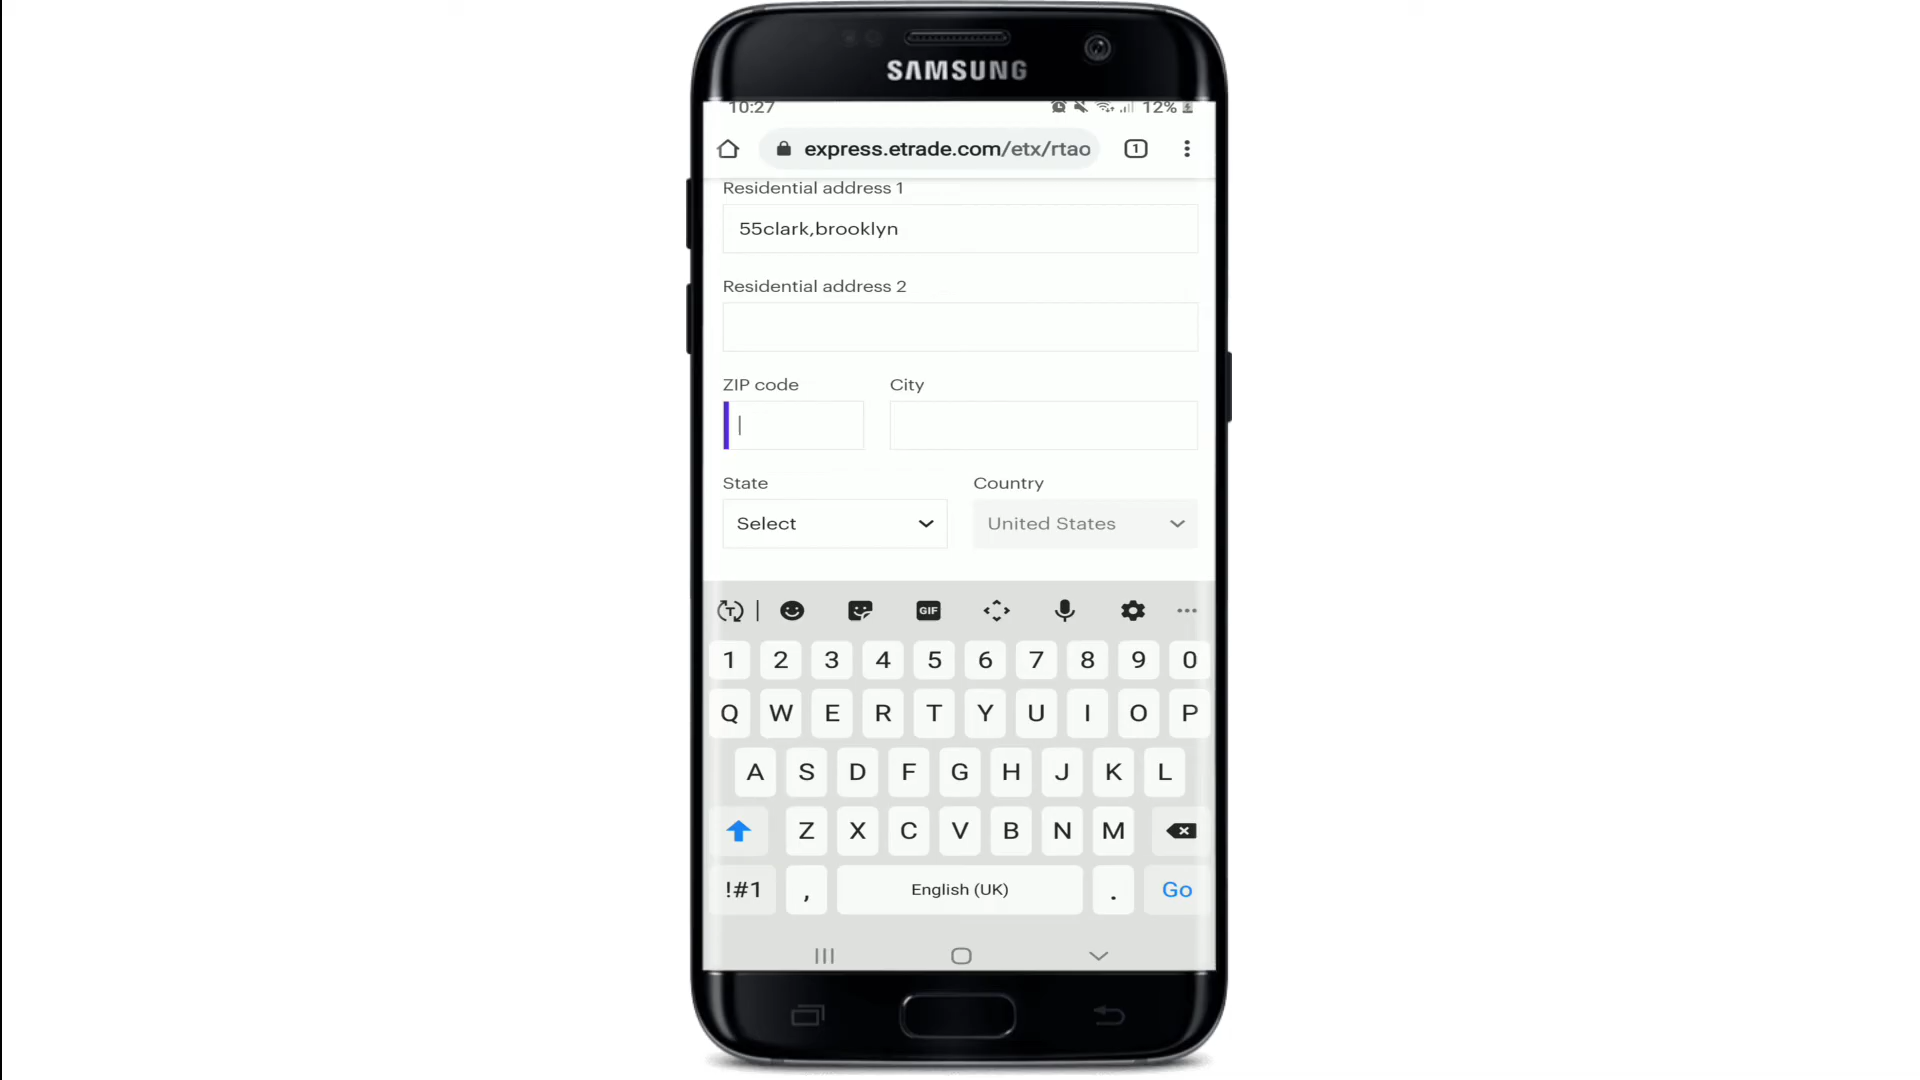 SAMSUNG
10:27 12%
express.etrade.com/etx/rtao 1
Residential address 1
55clark,brooklyn
Residential address 2
ZIP code City
State Country
Select United States
T GIF
1 2 3 4 5 6 7 8 9 0
Q W E R T Y U I O P
A S D F G H J K L
Z X C V B N M
!#1 , English (UK) . Go